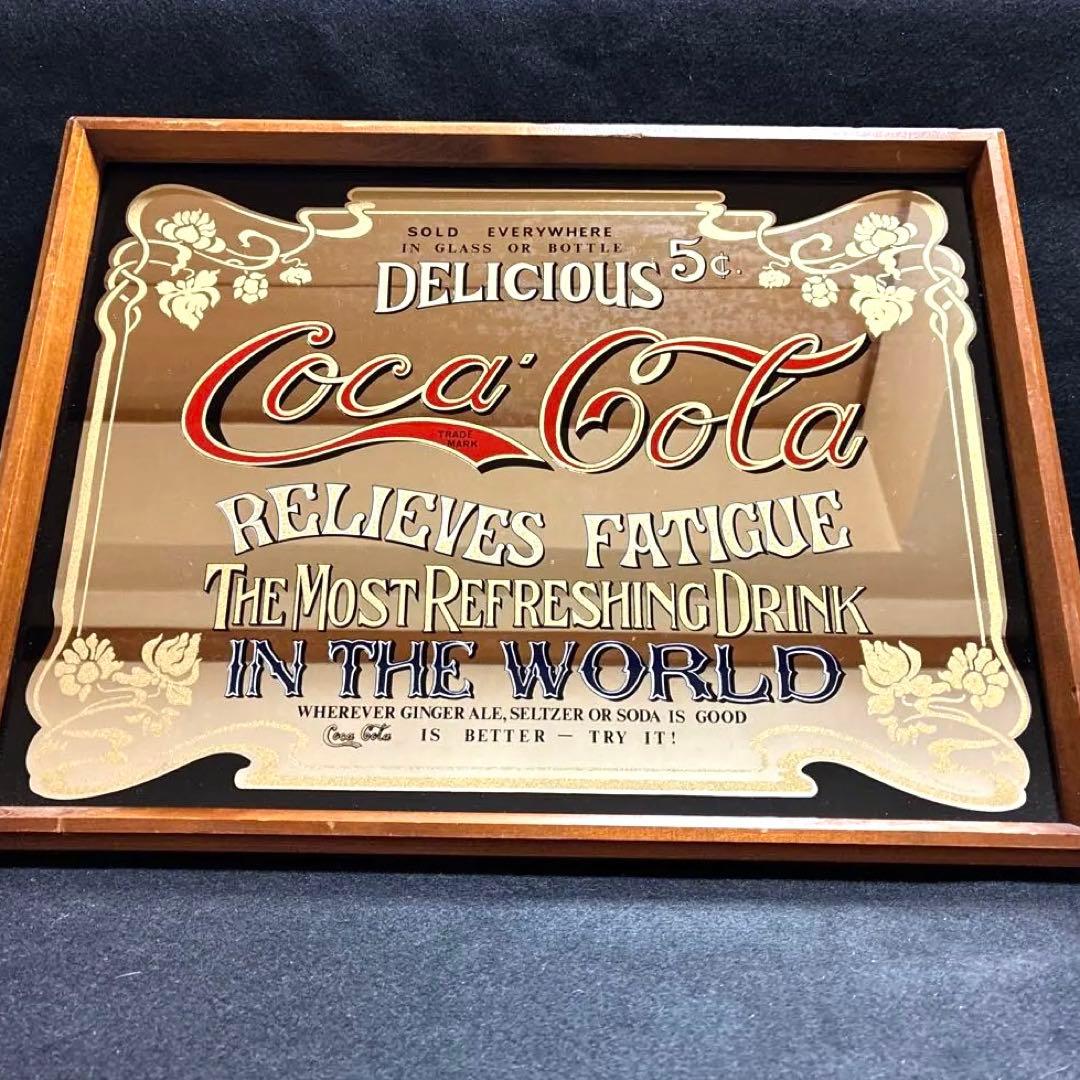 SOLD EVERYWHERE
IN GLASS OR BOTTLE
DELICIOUS 5¢.
Coca-Cola
TRADE
MARK
RELIEVES FATIGUE
THE MOST REFRESHING DRINK
IN THE WORLD
WHEREVER GINGER ALE, SELTZER OR SODA IS GOOD
Coca Cola IS BETTER — TRY IT!